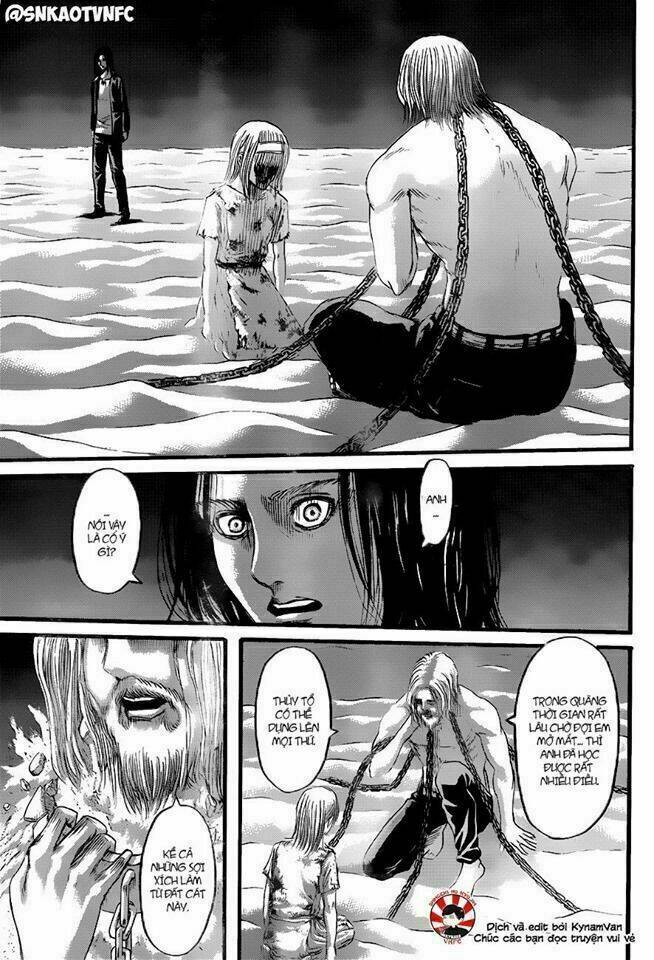 @SNKAOTVNFC
ANH
...
...
NÓI VẬY
LÀ CÓ Ý
GÌ?
TRONG QUÃNG
THỜI GIAN RẤT
LÂU CHỜ ĐỢI EM
MỞ MẮT... THÌ
ANH ĐÃ HỌC
ĐƯỢC RẤT
NHIỀU ĐIỀU.
THỦY TỔ
CÓ THỂ
DỰNG LÊN
MỌI THỨ.
KỂ CẢ
NHỮNG SỢI
XÍCH LÀM
TỪ ĐẤT CÁT
NÀY.
Dịch và edit bởi KynamVan
Chúc các bạn đọc truyện vui vẻ